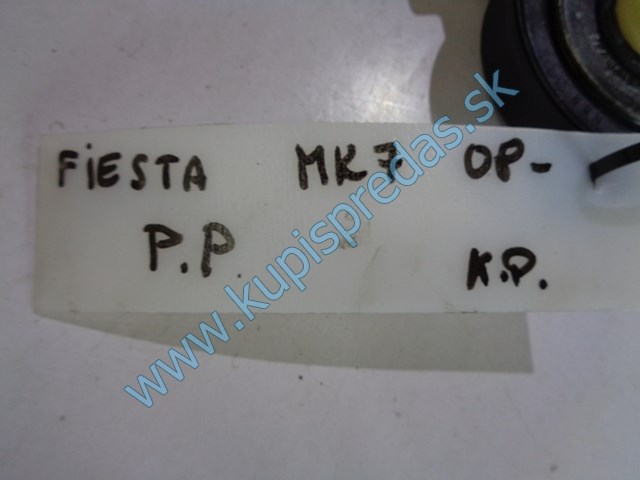 FiESTA MK7 OP-
P.P. K.P.
www.kupispredas.sk